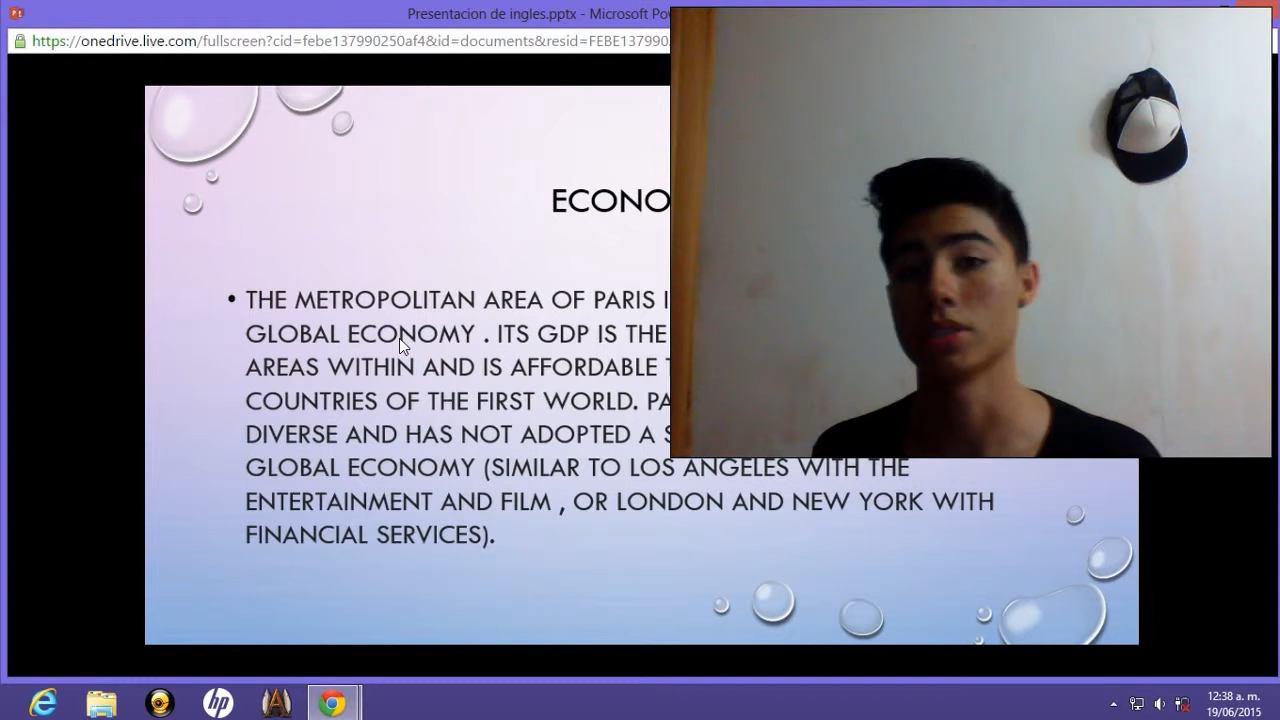 Presentacion de ingles.pptx - Microsoft
https://onedrive.live.com/fullscreen?cid=febe137990250af4&id=documents&resid=FEBE137990
THE METROPOLITAN AREA OF PARIS
GLOBAL ECONOMY . ITS GDP IS THE
AREAS WITHIN AND IS AFFORDABLE
COUNTRIES OF THE FIRST WORLD.
DIVERSE AND HAS NOT ADOPTED A
GLOBAL ECONOMY (SIMILAR TO LOS ANGELES WITH THE
ENTERTAINMENT AND FILM , OR LONDON AND NEW YORK WITH
FINANCIAL SERVICES).
hp
12:38 a. m.
19/06/2015